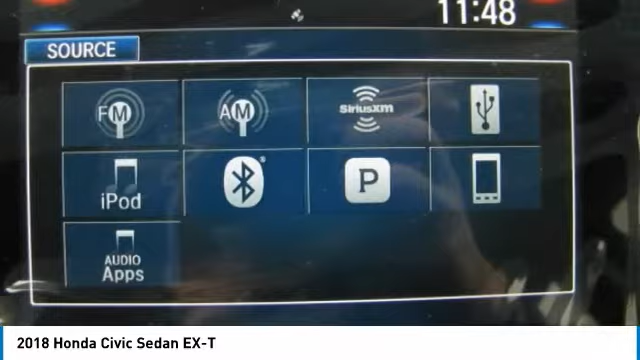 11:48
SOURCE
FM
AM
SiriusXM
iPod
P
AUDIO
Apps
2018 Honda Civic Sedan EX-T